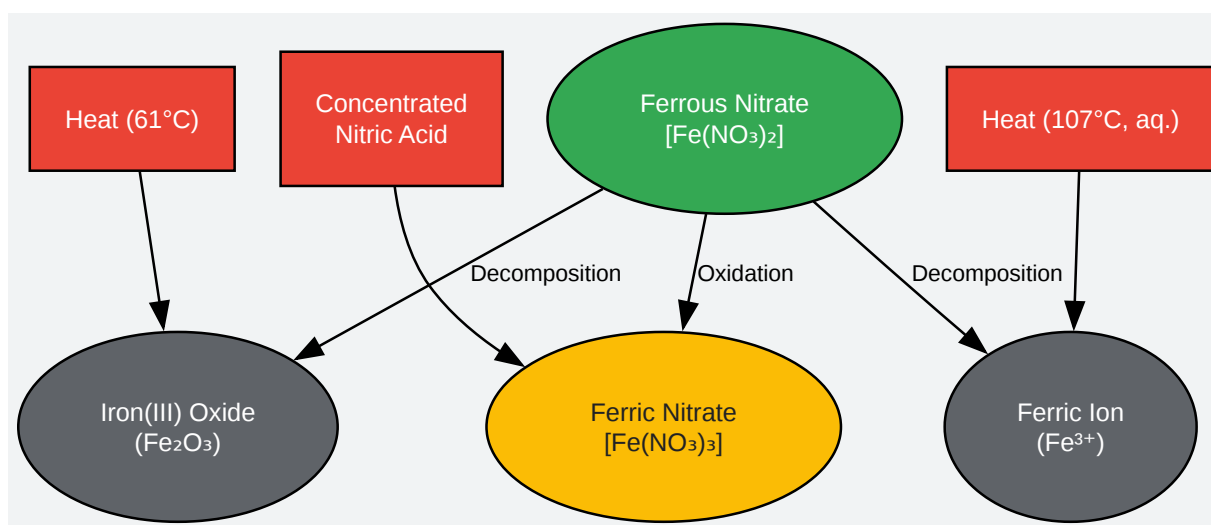 Heat (61°C)
Concentrated
Nitric Acid
Ferrous Nitrate
[Fe(NO₃)₂]
Heat (107°C, aq.)
Decomposition
Oxidation
Decomposition
Iron(III) Oxide
(Fe₂O₃)
Ferric Nitrate
[Fe(NO₃)₃]
Ferric Ion
(Fe³⁺)